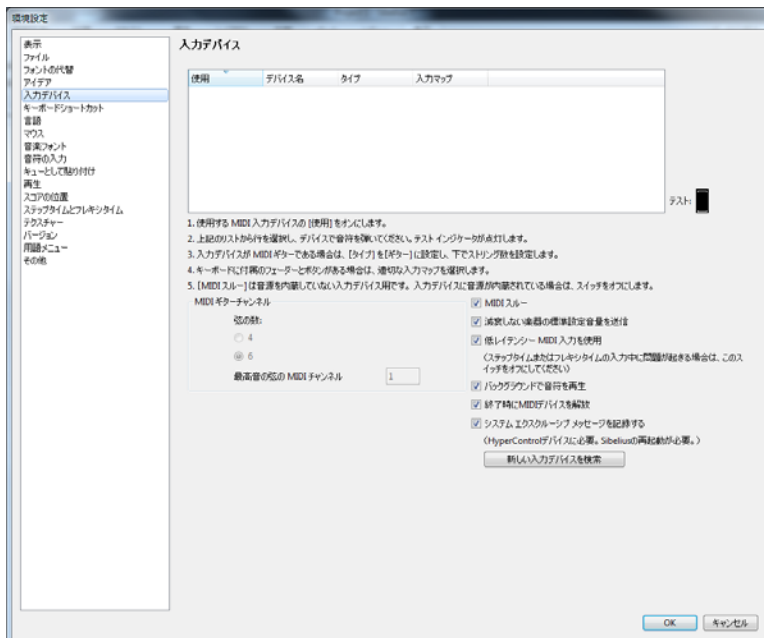 環境設定
表示
ファイル
フォントの代替
アイデア
入力デバイス
キーボードショートカット
言語
マウス
音楽フォント
音符の入力
キューとして貼り付け
再生
スコアの位置
ステップタイムとフレキシタイム
テクスチャー
バージョン
用語メニュー
その他
入力デバイス
使用 デバイス名 タイプ 入力マップ
テスト:
1. 使用する MIDI 入力デバイスの [使用] をオンにします。
2. 上記のリストから行を選択し、デバイスで音符を弾いてください。テスト インジケータが点灯します。
3. 入力デバイスが MIDI ギターである場合は、[タイプ] を [ギター] に設定し、下でストリング数を設定します。
4. キーボードに付属のフェーダーとボタンがある場合は、適切な入力マップを選択します。
5. [MIDI スルー] は音源を内蔵していない入力デバイス用です。入力デバイスに音源が内蔵されている場合は、スイッチをオフにします。
MIDI ギターチャンネル
弦の数:
4
6
最高音の弦の MIDI チャンネル 1
MIDI スルー
減衰しない楽器の標準設定音量を送信
低レイテンシー MIDI 入力を使用
(ステップタイムまたはフレキシタイムの入力中に問題が起きる場合は、このス
イッチをオフにしてください)
バックグラウンドで音符を再生
終了時にMIDIデバイスを解放
システム エクスクルーシブ メッセージを記録する
(HyperControlデバイスに必要。Sibeliusの再起動が必要。)
新しい入力デバイスを検索
OK キャンセル